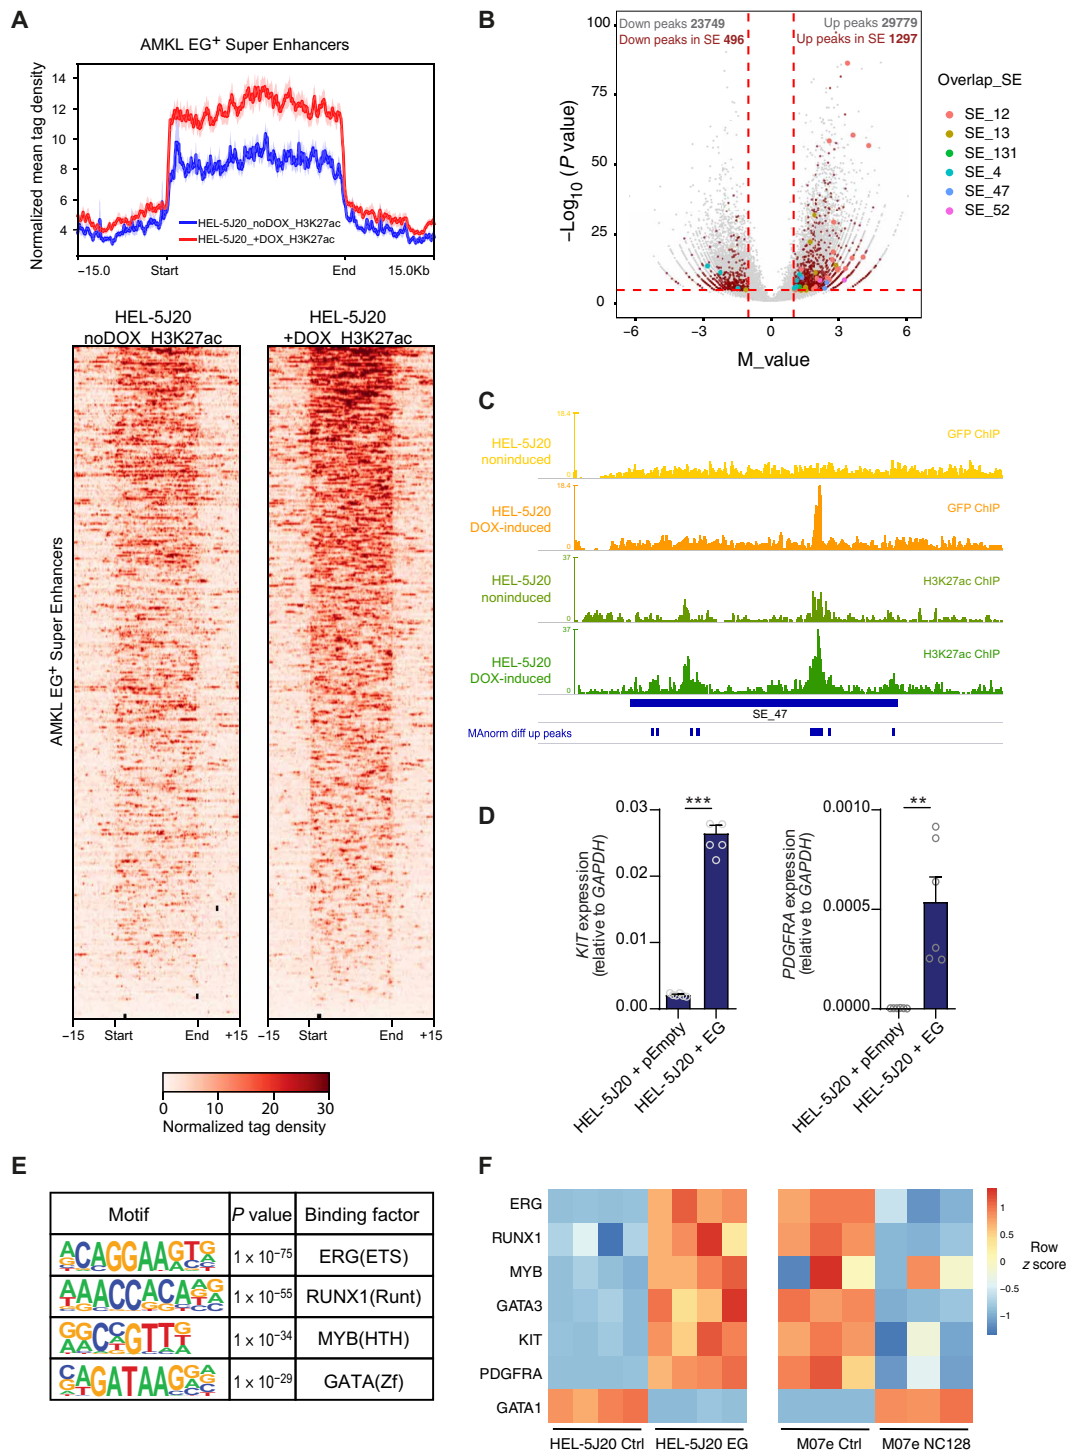 A
AMKL EG+ Super Enhancers
Normalized mean tag density
14
12
10
8
6
4
HEL-5J20_noDOX_H3K27ac
HEL-5J20_+DOX_H3K27ac
−15.0
Start
End
15.0Kb
HEL-5J20
noDOX_H3K27ac
HEL-5J20
+DOX_H3K27ac
AMKL EG+ Super Enhancers
−15
Start
End
+15
−15
Start
End
+15
0
10
20
30
Normalized tag density
B
Down peaks 23749
Up peaks 29779
Down peaks in SE 496
Up peaks in SE 1297
−Log10 (P value)
100
75
50
25
0
−6
−3
0
3
6
M_value
Overlap_SE
SE_12
SE_13
SE_131
SE_4
SE_47
SE_52
C
18.4
HEL-5J20
noninduced
GFP ChIP
0
18.4
HEL-5J20
DOX-induced
GFP ChIP
0
37
HEL-5J20
noninduced
H3K27ac ChIP
0
37
HEL-5J20
DOX-induced
H3K27ac ChIP
0
SE_47
MAnorm diff up peaks
D
KIT expression
(relative to GAPDH)
0.03
0.02
0.01
0.00
***
HEL-5J20 + pEmpty
HEL-5J20 + EG
PDGFRA expression
(relative to GAPDH)
0.0010
0.0005
0.0000
**
HEL-5J20 + pEmpty
HEL-5J20 + EG
E
Motif P value Binding factor
1 × 10−75 ERG(ETS)
1 × 10−55 RUNX1(Runt)
1 × 10−34 MYB(HTH)
1 × 10−29 GATA(Zf)
F
ERG
RUNX1
MYB
GATA3
KIT
PDGFRA
GATA1
HEL-5J20 Ctrl
HEL-5J20 EG
M07e Ctrl
M07e NC128
1
0.5
0
−0.5
−1
Row
z score